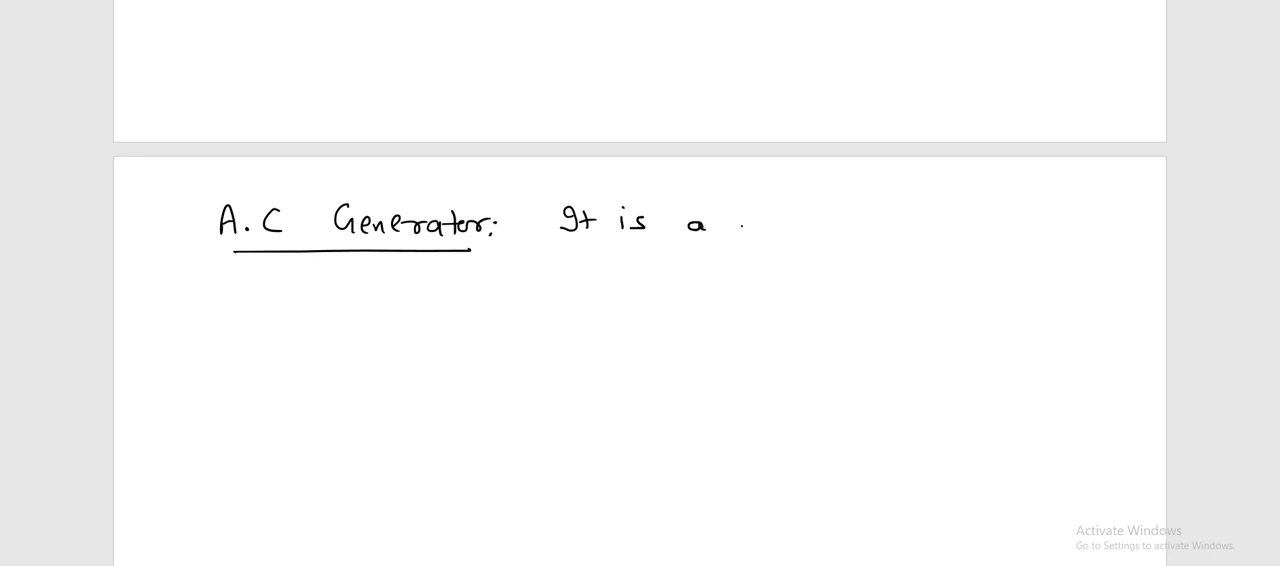 A.C Generator: It is a
Activate Windows
Go to Settings to activate Windows.